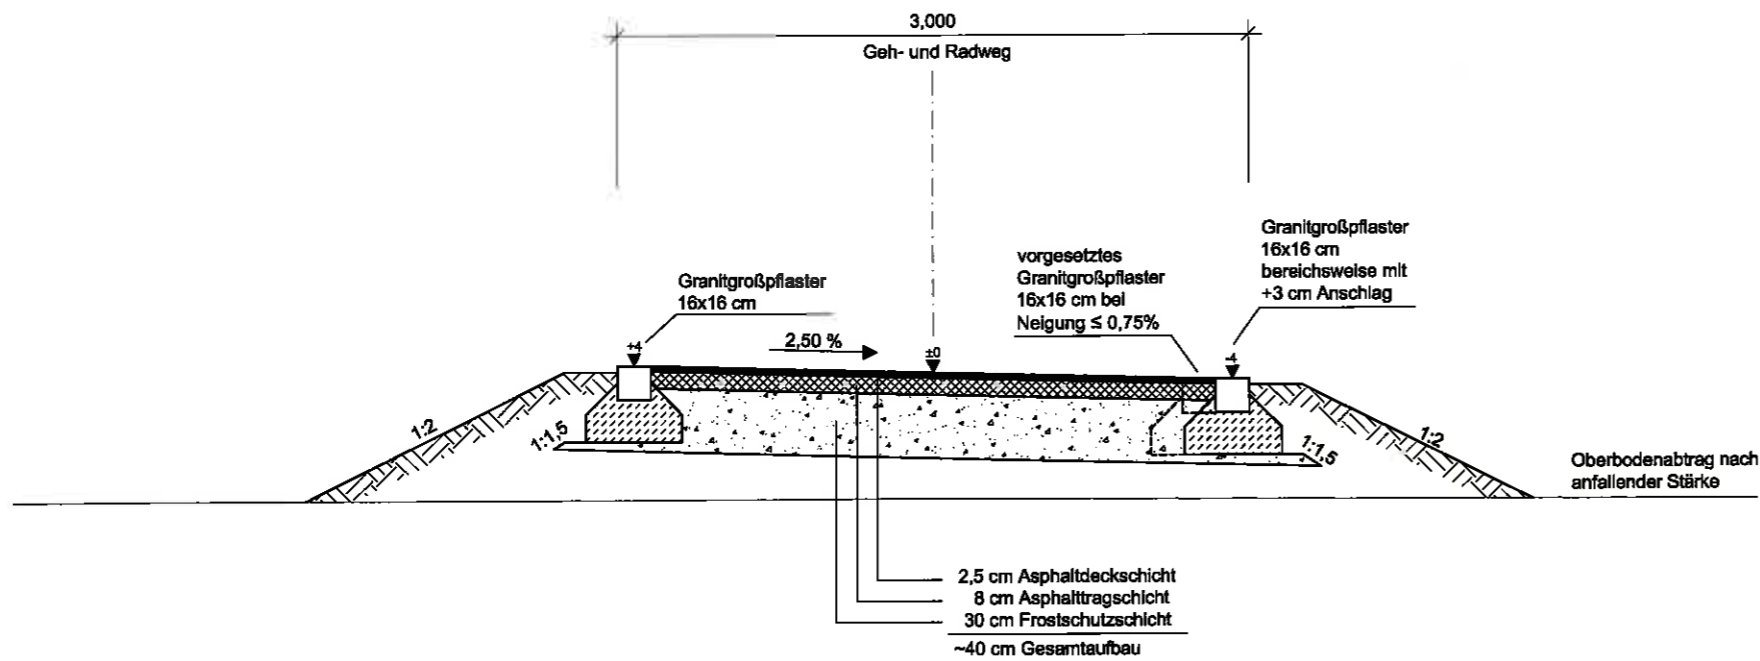 3,000
Geh- und Radweg
Granitgroßpflaster
16x16 cm
bereichsweise mit
+3 cm Anschlag
vorgesetztes
Granitgroßpflaster
16x16 cm bei
Neigung ≤ 0,75%
Granitgroßpflaster
16x16 cm
2,50 %
+4
±0
-4
1:2
1:1,5
1:2
1:1,5
Oberbodenabtrag nach
anfallender Stärke
2,5 cm Asphaltdeckschicht
8 cm Asphalttragschicht
30 cm Frostschutzschicht
~40 cm Gesamtaufbau